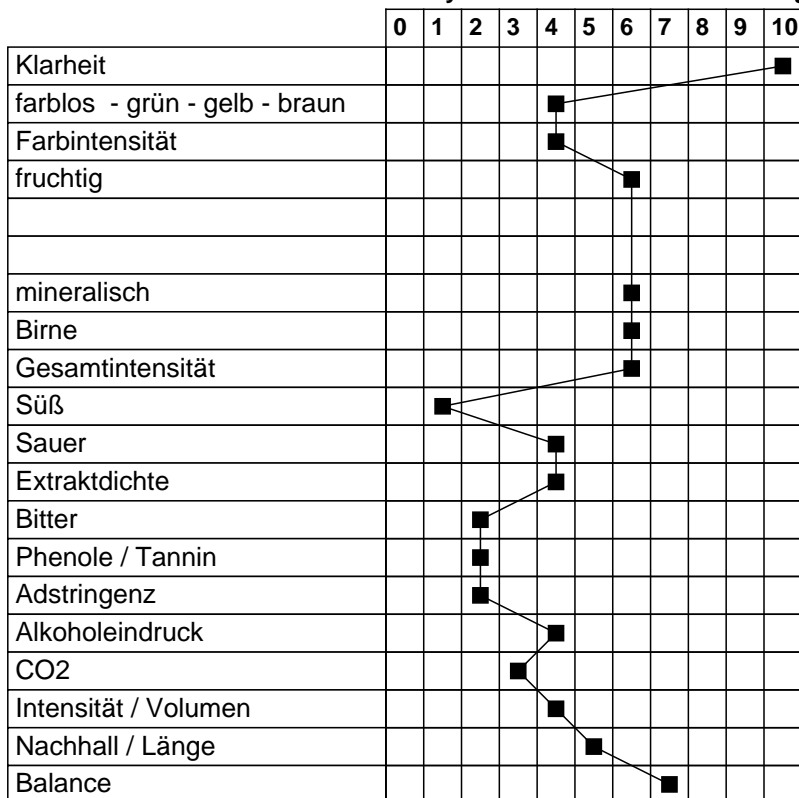 0 1 2 3 4 5 6 7 8 9 10
Klarheit
farblos - grün - gelb - braun
Farbintensität
fruchtig
mineralisch
Birne
Gesamtintensität
Süß
Sauer
Extraktdichte
Bitter
Phenole / Tannin
Adstringenz
Alkoholeindruck
CO2
Intensität / Volumen
Nachhall / Länge
Balance